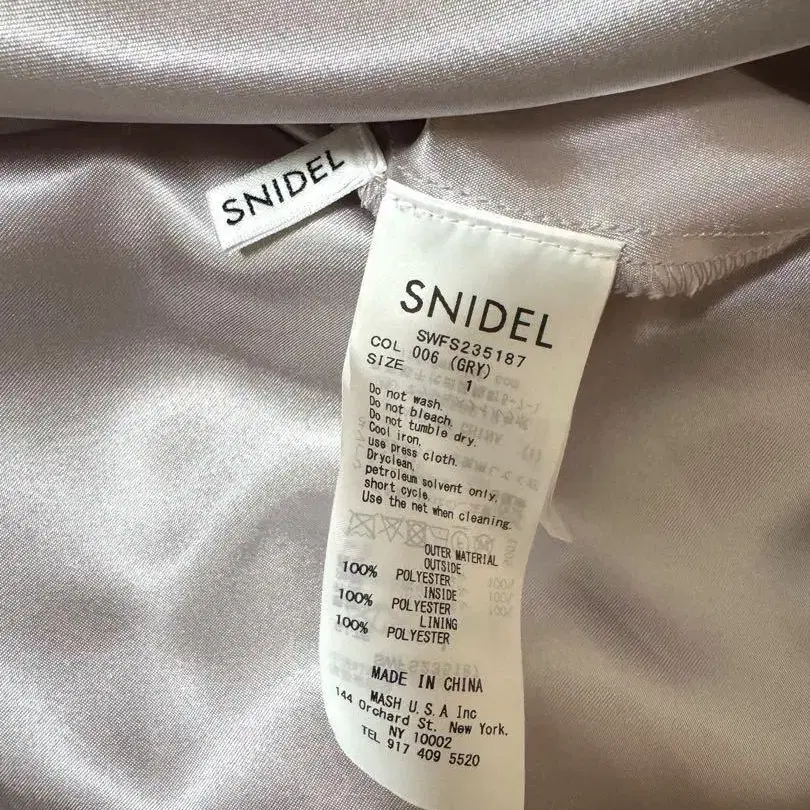 SNIDEL
SNIDEL
SWFS235187
COL 006 (GRY)
SIZE 1
Do not wash.
Do not bleach.
Do not tumble dry.
Cool iron,
use press cloth.
Dryclean,
petroleum solvent only,
short cycle.
Use the net when cleaning.
OUTER MATERIAL
OUTSIDE
100% POLYESTER
INSIDE
100% POLYESTER
LINING
100% POLYESTER
MADE IN CHINA
MASH U.S.A Inc
144 Orchard St. New York.
NY 10002
TEL 917 409 5520